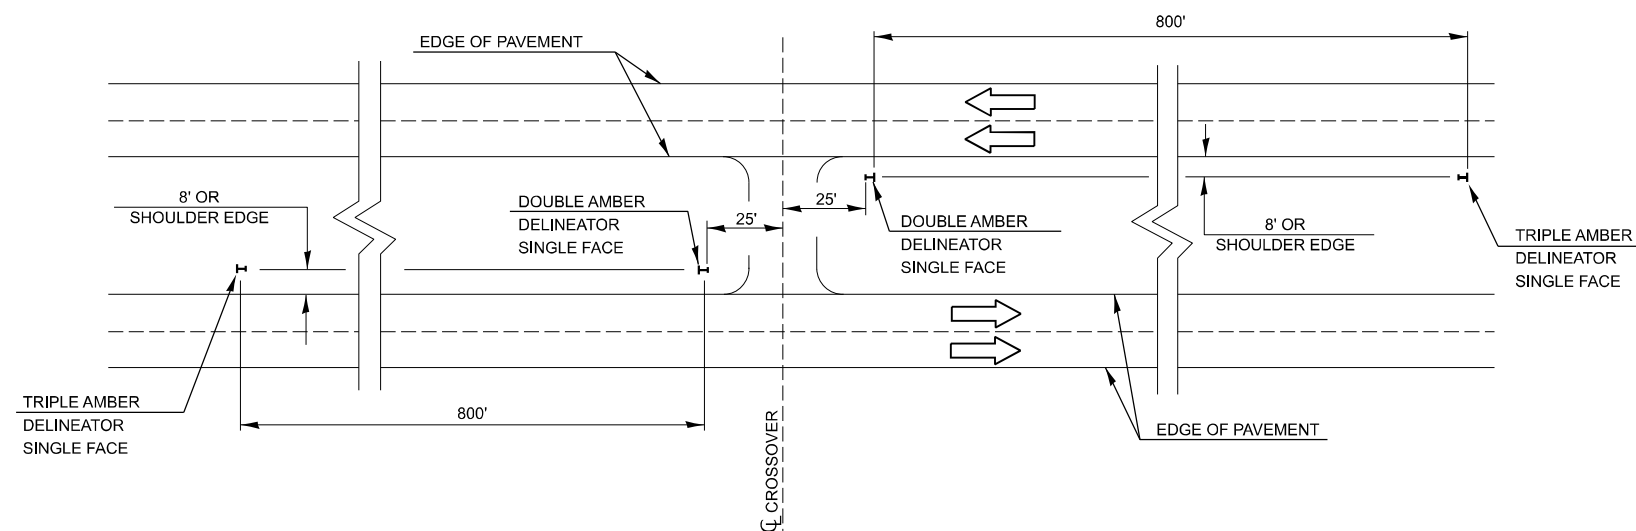 800'
EDGE OF PAVEMENT
8' OR
SHOULDER EDGE
DOUBLE AMBER
DELINEATOR
SINGLE FACE
25'
25'
DOUBLE AMBER
DELINEATOR
SINGLE FACE
8' OR
SHOULDER EDGE
TRIPLE AMBER
DELINEATOR
SINGLE FACE
TRIPLE AMBER
DELINEATOR
SINGLE FACE
800'
℄ CROSSOVER
EDGE OF PAVEMENT